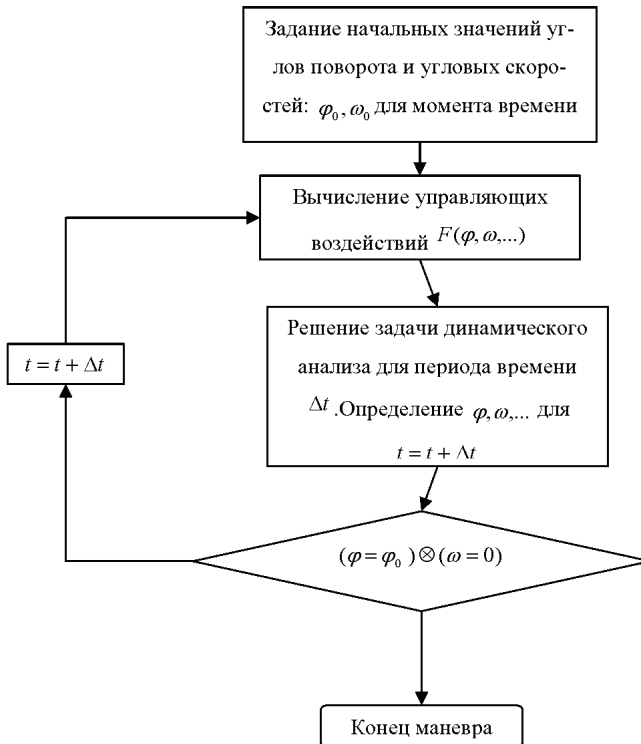 Задание начальных значений уг-
лов поворота и угловых скоро-
стей: φ₀, ω₀ для момента времени
Вычисление управляющих
воздействий F(φ, ω,...)
Решение задачи динамического
анализа для периода времени
Δt .Определение φ, ω,... для
t = t + Δt
t = t + Δt
(φ = φ₀ ) ⊗ (ω = 0)
Конец маневра